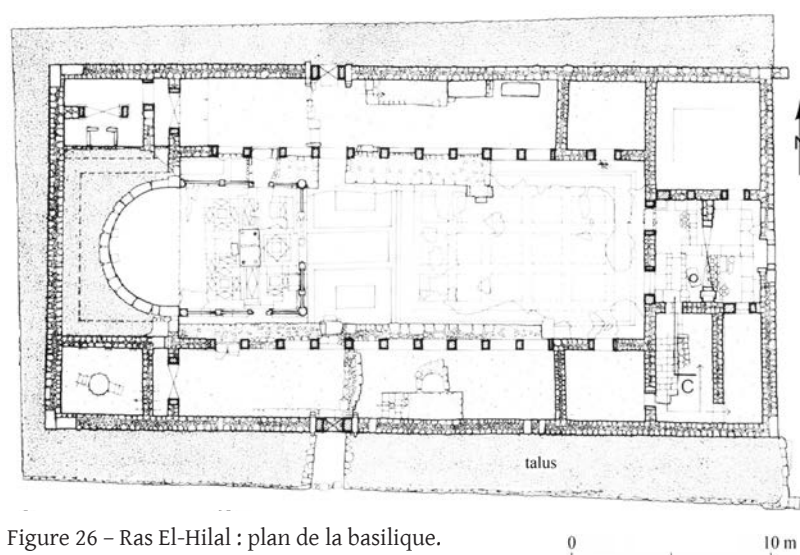 N
C
talus
Figure 26 – Ras El-Hilal : plan de la basilique.
0 10 m